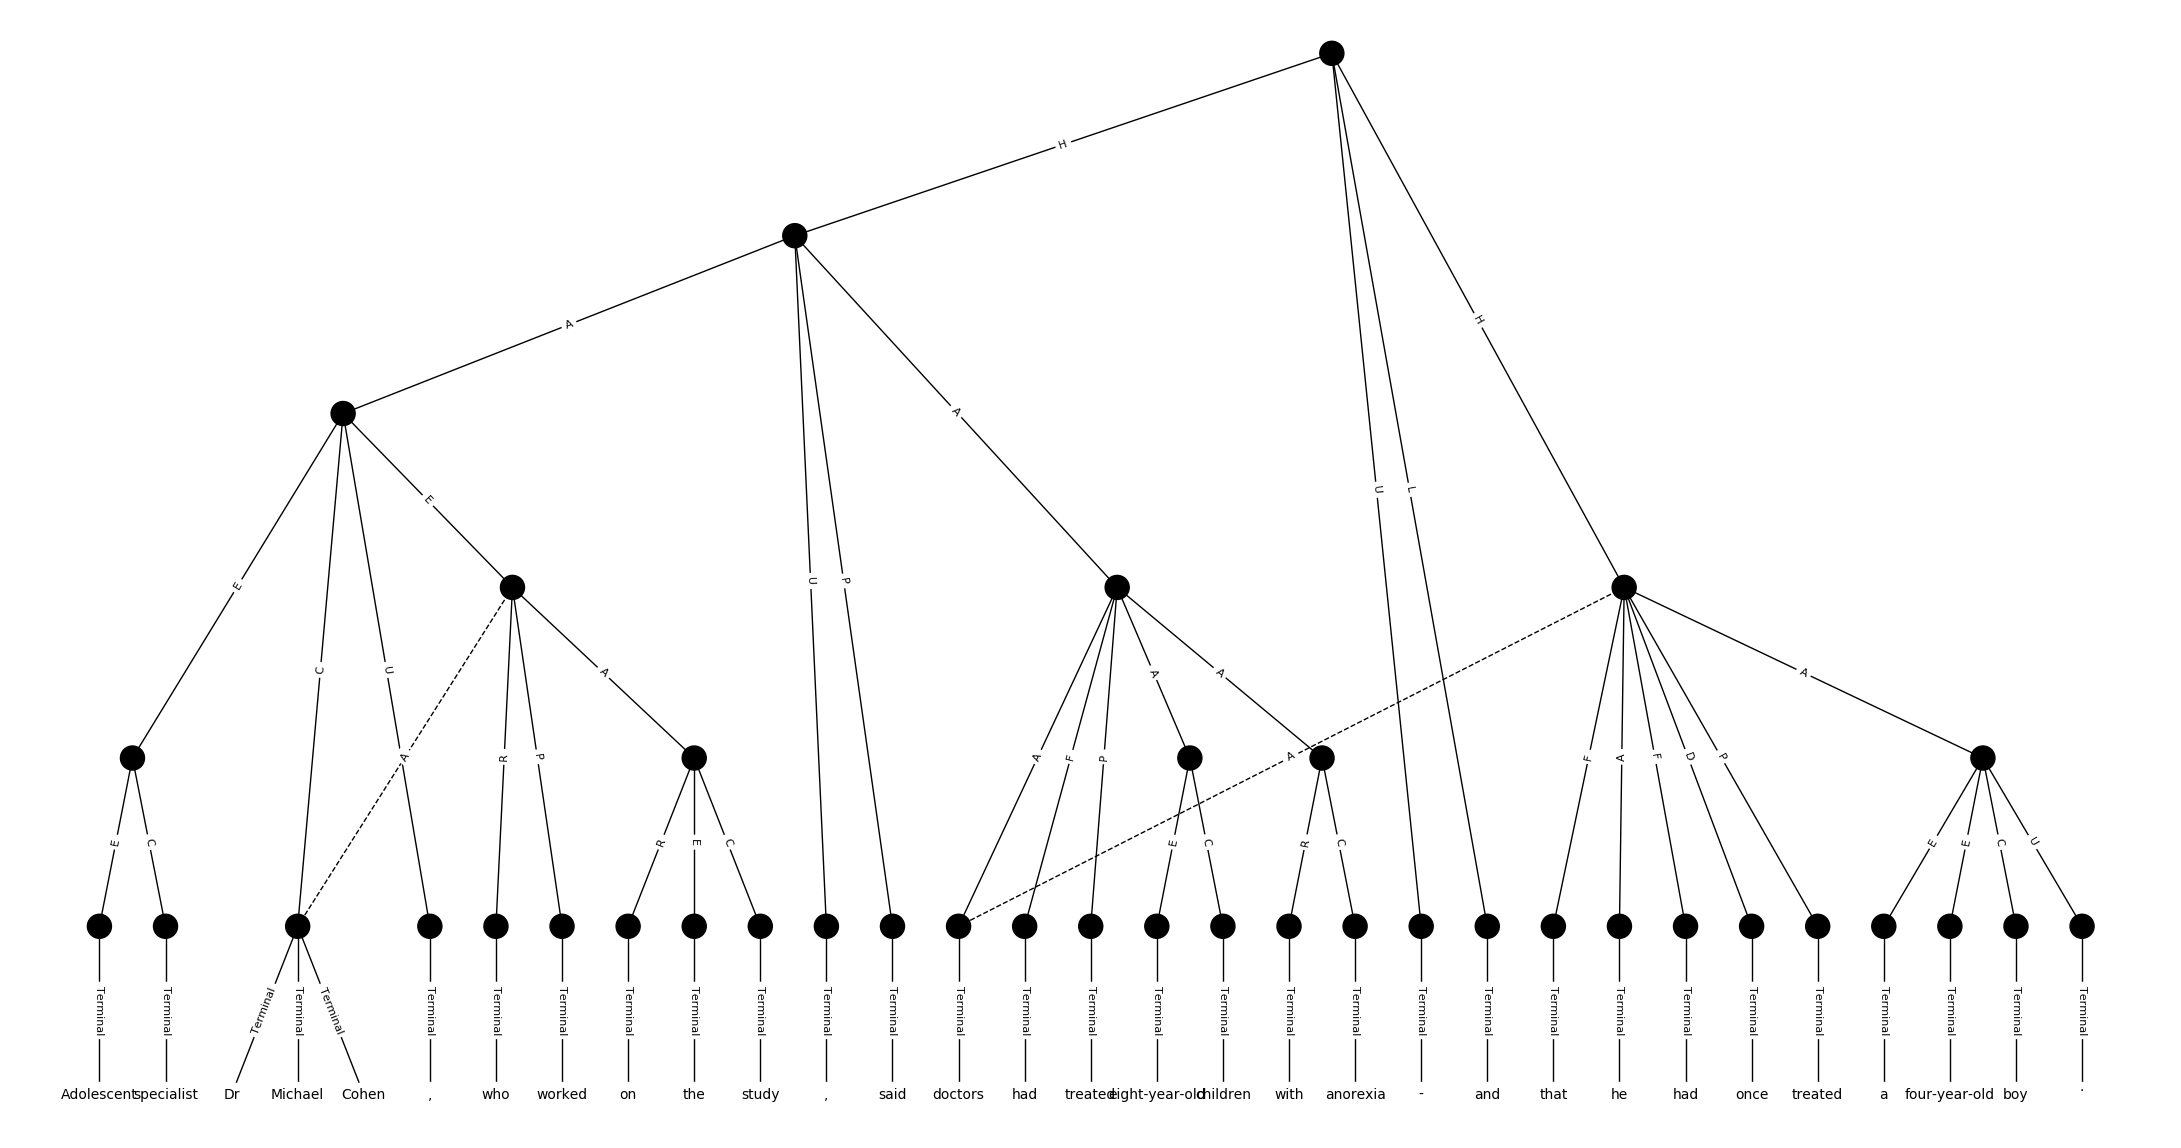 H
A
H
A
E
U
L
E
U
P
E
C
U
A
A
A
A
A
R
P
A
F
P
A
F
A
F
D
P
E
C
R
E
C
E
C
R
C
E
E
C
U
Terminal Terminal Terminal Terminal Terminal Terminal Terminal Terminal Terminal Terminal Terminal Terminal Terminal Terminal Terminal Terminal Terminal Terminal Terminal Terminal Terminal Terminal Terminal Terminal Terminal Terminal Terminal Terminal Terminal Terminal Terminal
Adolescent specialist Dr Michael Cohen , who worked on the study , said doctors had treated eight-year-old children with anorexia - and that he had once treated a four-year-old boy .